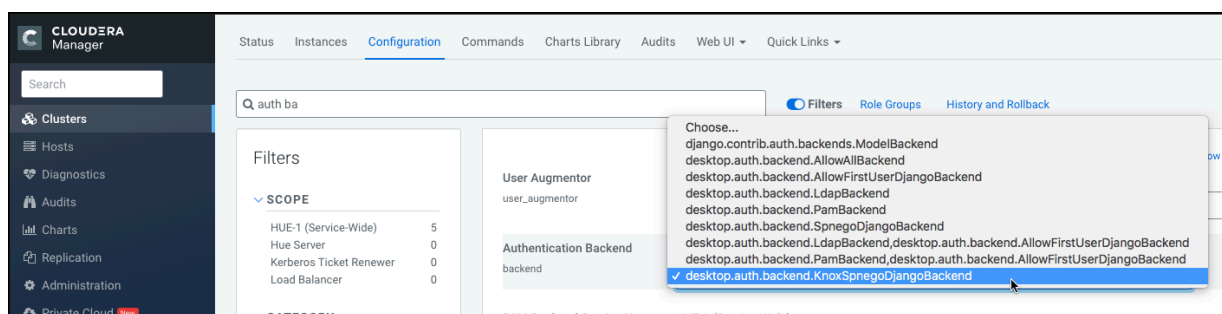 CLOUDERA
Manager
Status Instances Configuration Commands Charts Library Audits Web UI Quick Links
Search
auth ba
Filters Role Groups History and Rollback
Clusters
Hosts
Diagnostics
Audits
Charts
Replication
Administration
Private Cloud New
Filters
SCOPE
HUE-1 (Service-Wide) 5
Hue Server 0
Kerberos Ticket Renewer 0
Load Balancer 0
User Augmentor
user_augmentor
Authentication Backend
backend
Choose...
django.contrib.auth.backends.ModelBackend
desktop.auth.backend.AllowAllBackend
desktop.auth.backend.AllowFirstUserDjangoBackend
desktop.auth.backend.LdapBackend
desktop.auth.backend.PamBackend
desktop.auth.backend.SpnegoDjangoBackend
desktop.auth.backend.LdapBackend,desktop.auth.backend.AllowFirstUserDjangoBackend
desktop.auth.backend.PamBackend,desktop.auth.backend.AllowFirstUserDjangoBackend
✓ desktop.auth.backend.KnoxSpnegoDjangoBackend